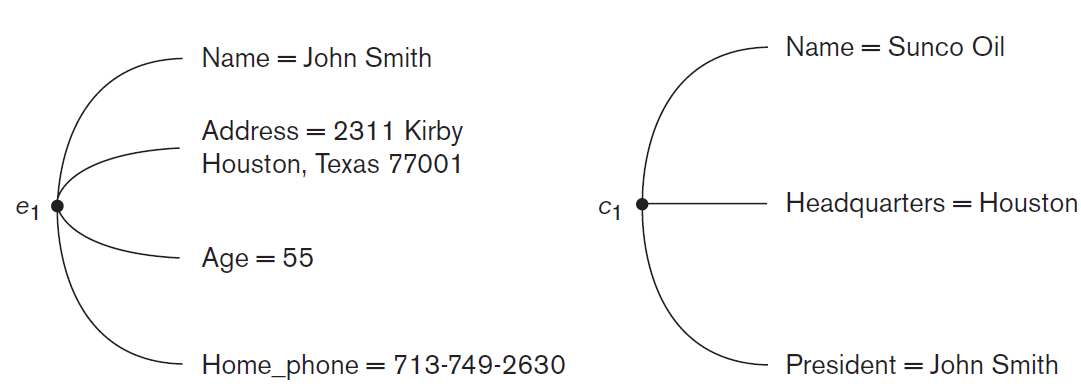 Name = John Smith
Address = 2311 Kirby
Houston, Texas 77001
e1
Age = 55
Home_phone = 713-749-2630
Name = Sunco Oil
c1
Headquarters = Houston
President = John Smith